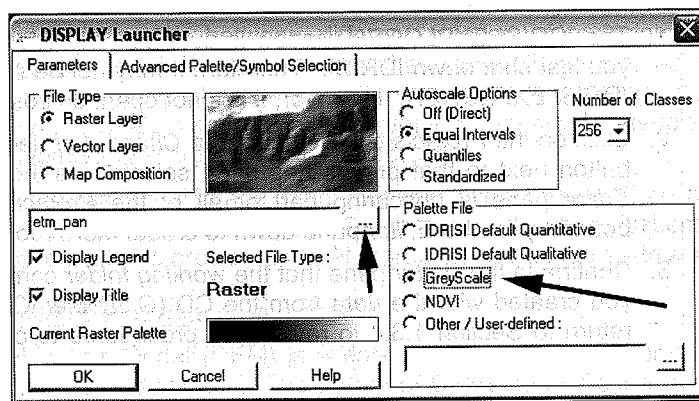 DISPLAY Launcher
Parameters
Advanced Palette/Symbol Selection
File Type
Raster Layer
Vector Layer
Map Composition
Autoscale Options
Off (Direct)
Equal Intervals
Quantiles
Standardized
Number of Classes
256
etm_pan
...
Display Legend
Display Title
Selected File Type :
Raster
Current Raster Palette
Palette File
IDRISI Default Quantitative
IDRISI Default Qualitative
GreyScale
NDVI
Other / User-defined :
...
OK
Cancel
Help